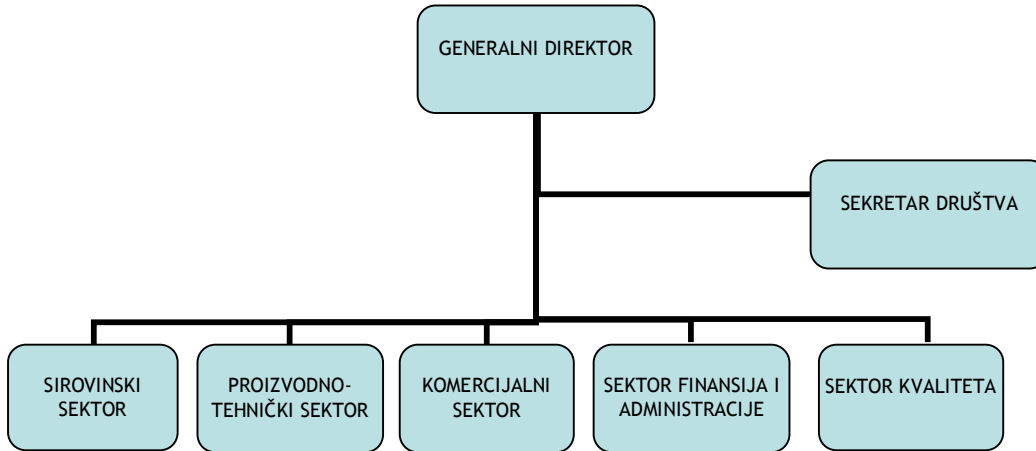 GENERALNI DIREKTOR
SEKRETAR DRUŠTVA
SIROVINSKI
SEKTOR
PROIZVODNO-
TEHNIČKI SEKTOR
KOMERCIJALNI
SEKTOR
SEKTOR FINANSIJA I
ADMINISTRACIJE
SEKTOR KVALITETA